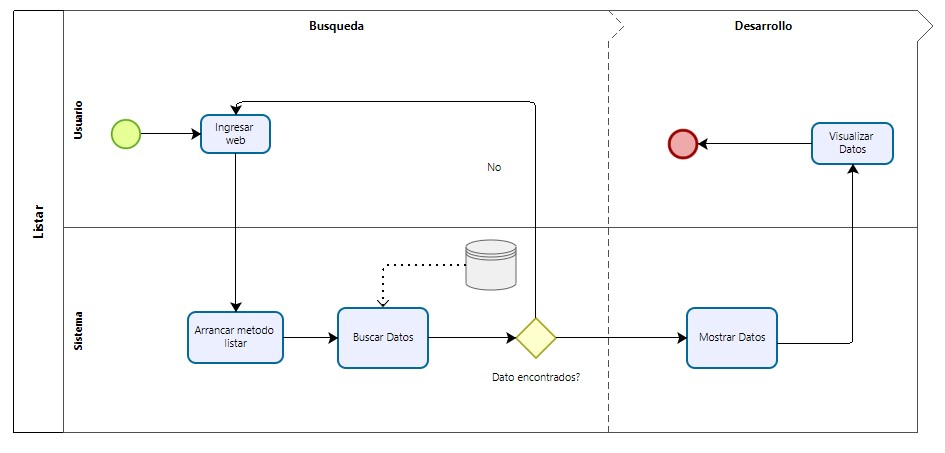 Listar
Busqueda
Desarrollo
Usuario
Ingresar
web
No
Visualizar
Datos
Sistema
Arrancar metodo
listar
Buscar Datos
Dato encontrados?
Mostrar Datos